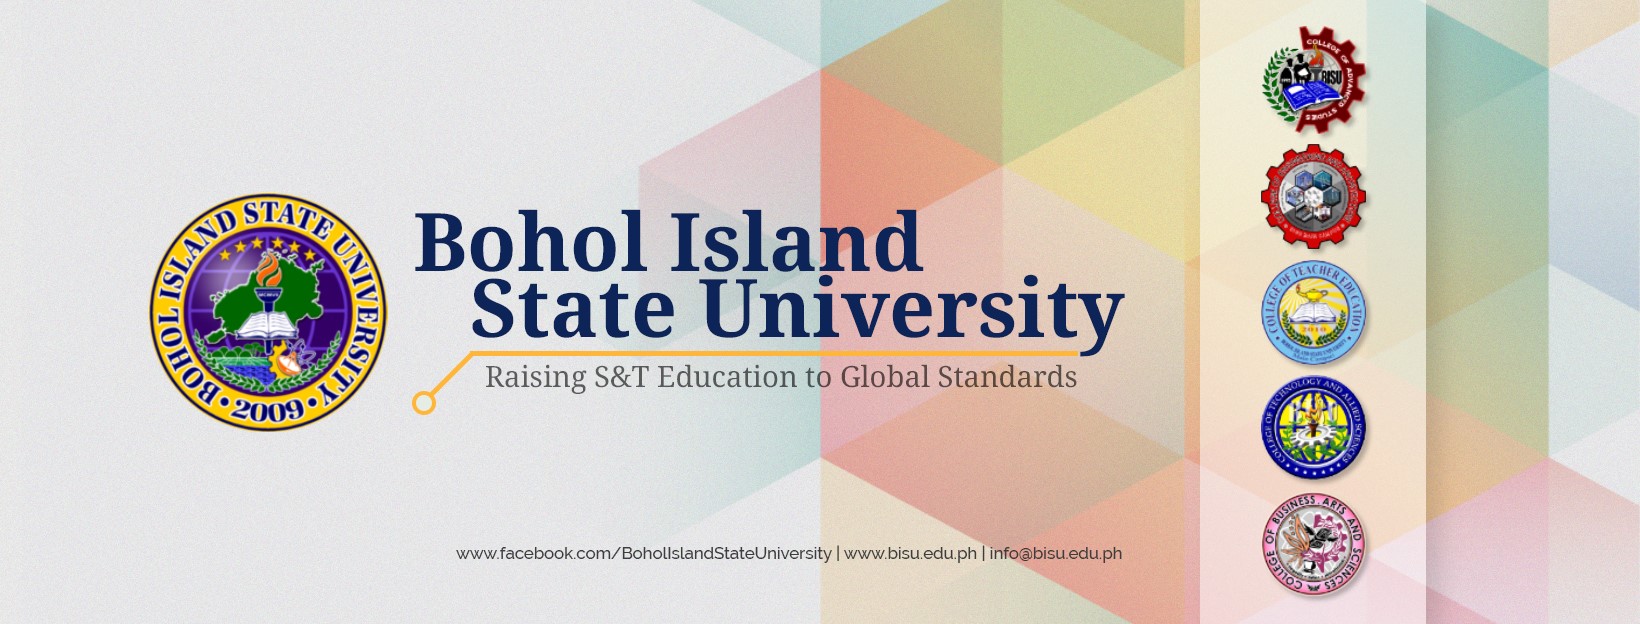 BOHOL ISLAND STATE UNIVERSITY
• 2009 •
Bohol Island
State University
Raising S&T Education to Global Standards
www.facebook.com/BoholIslandStateUniversity | www.bisu.edu.ph | info@bisu.edu.ph
COLLEGE OF ADVANCED STUDIES
BISU
COLLEGE OF TEACHER EDUCATION
2010
COLLEGE OF TECHNOLOGY AND ALLIED SCIENCES
COLLEGE OF BUSINESS, ARTS AND SCIENCES